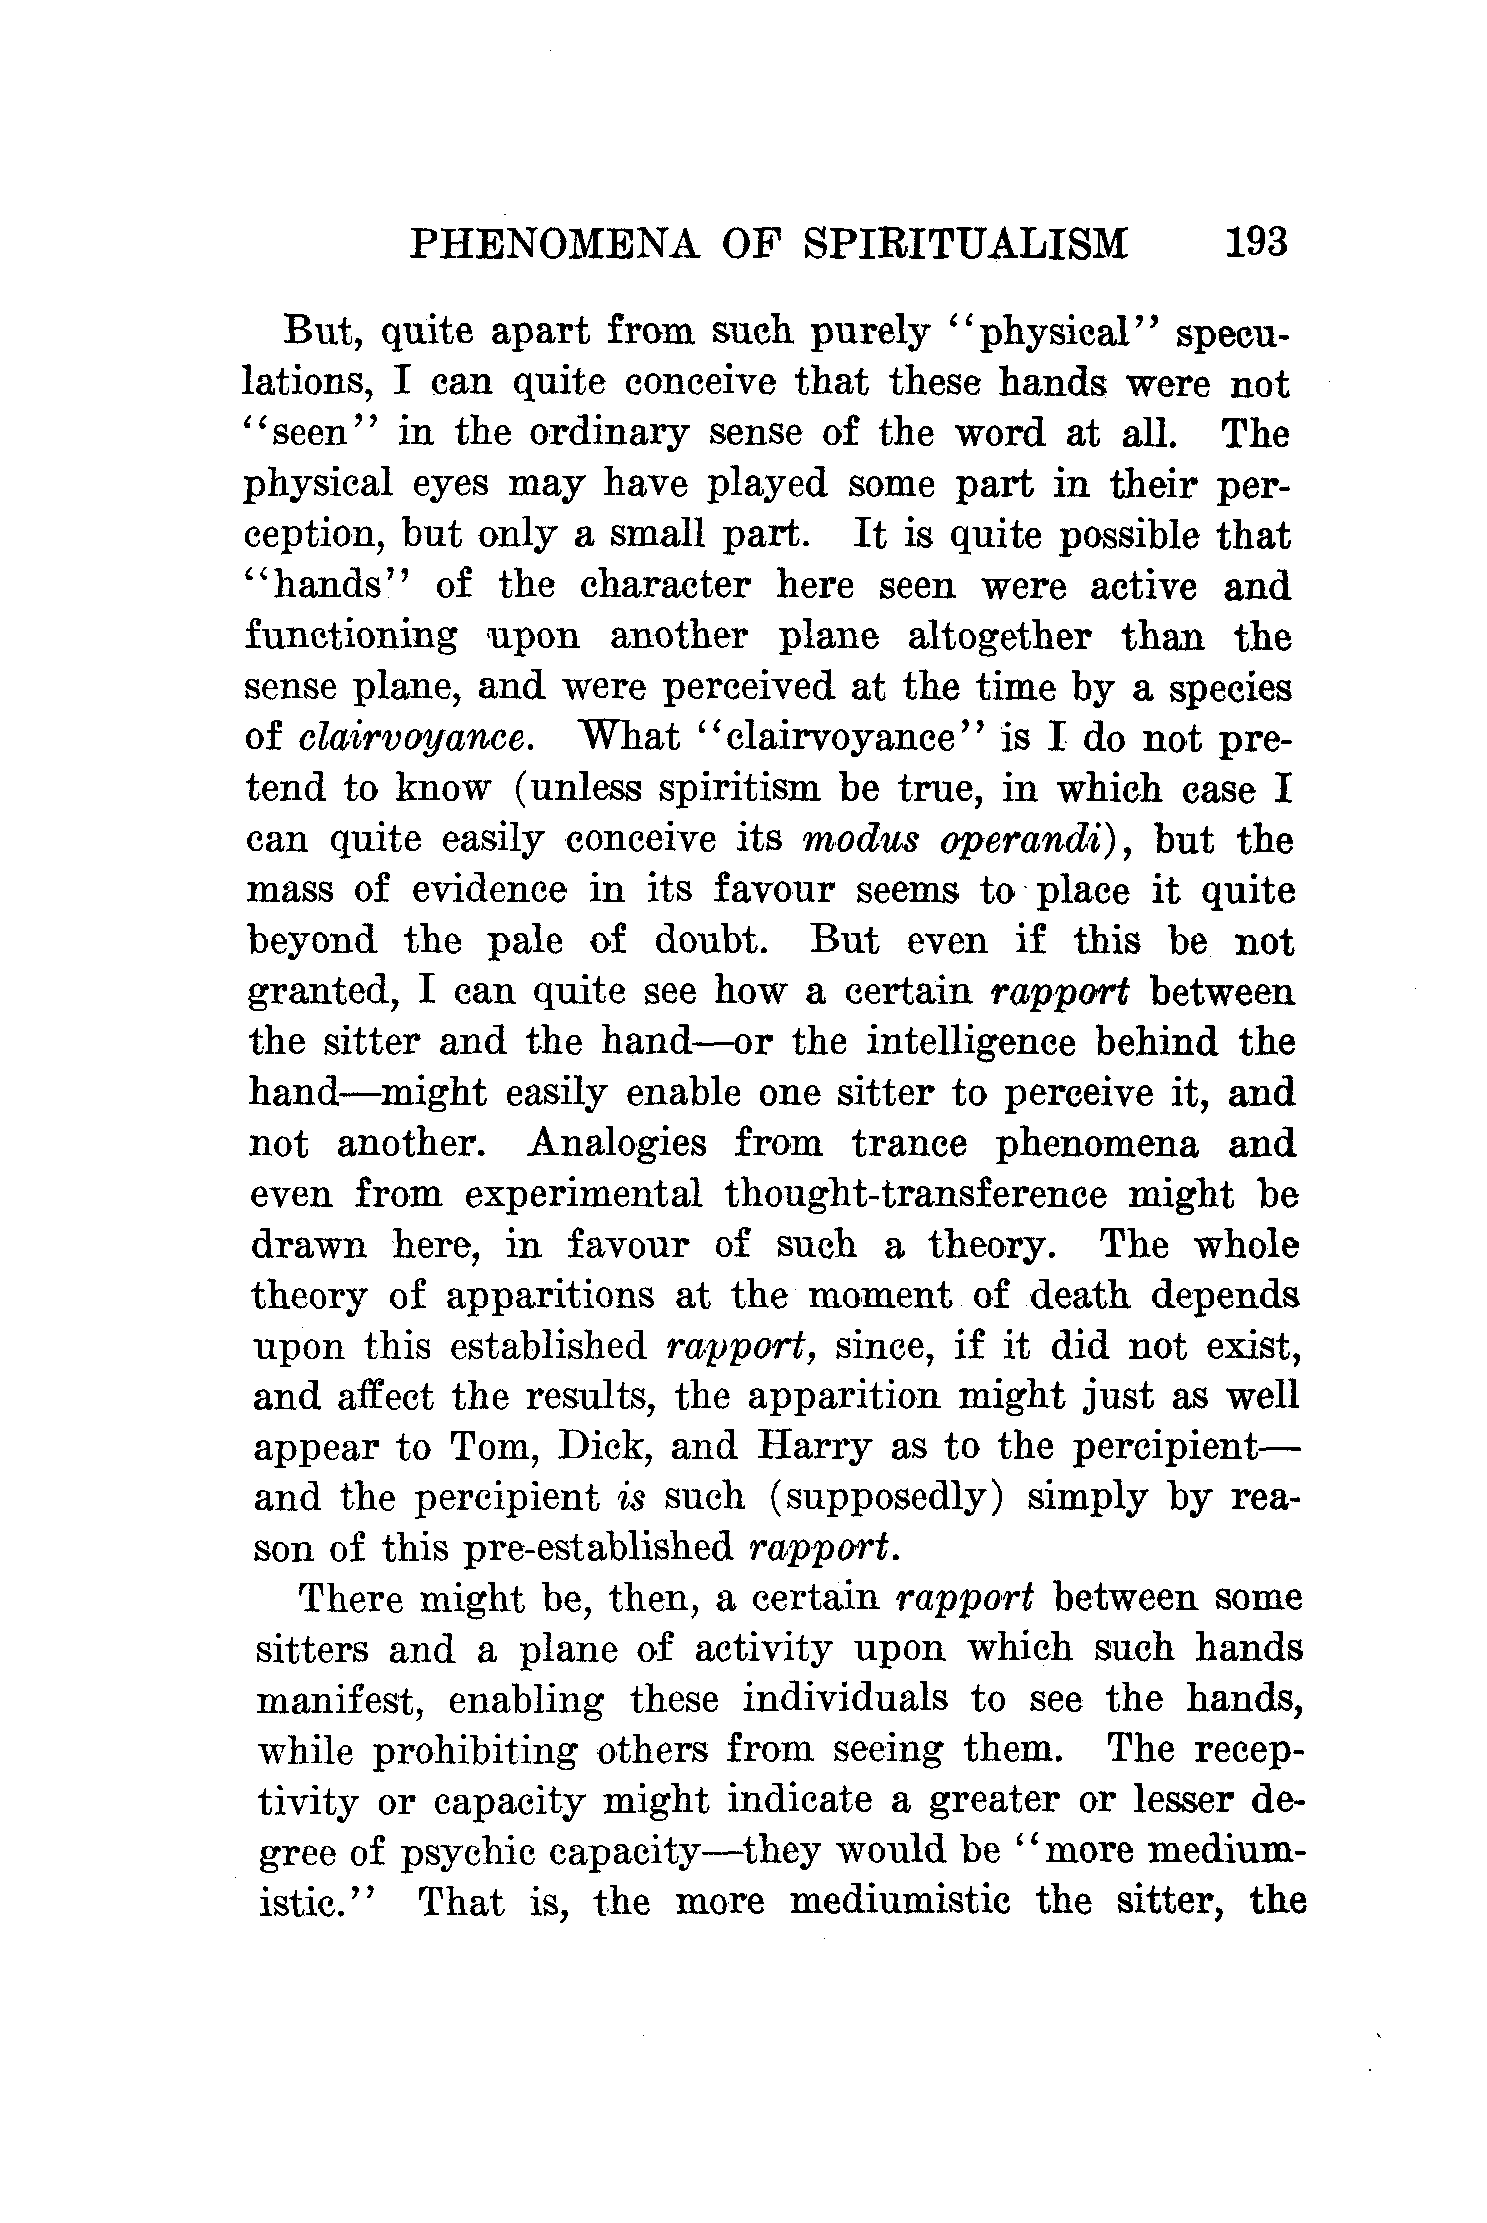 PHENOMENA OF SPIRITUALISM 193
But, quite apart from such purely “physical” specu-
lations, I can quite conceive that these hands were not
“seen” in the ordinary sense of the word at all. The
physical eyes may have played some part in their per-
ception, but only a small part. It is quite possible that
“hands” of the character here seen were active and
functioning upon another plane altogether than the
sense plane, and were perceived at the time by a species
of clairvoyance. What “clairvoyance” is I do not pre-
tend to know (unless spiritism be true, in which case I
can quite easily conceive its modus operandi), but the
mass of evidence in its favour seems to place it quite
beyond the pale of doubt. But even if this be not
granted, I can quite see how a certain rapport between
the sitter and the hand—or the intelligence behind the
hand—might easily enable one sitter to perceive it, and
not another. Analogies from trance phenomena and
even from experimental thought-transference might be
drawn here, in favour of such a theory. The whole
theory of apparitions at the moment of death depends
upon this established rapport, since, if it did not exist,
and affect the results, the apparition might just as well
appear to Tom, Dick, and Harry as to the percipient—
and the percipient is such (supposedly) simply by rea-
son of this pre-established rapport.
There might be, then, a certain rapport between some
sitters and a plane of activity upon which such hands
manifest, enabling these individuals to see the hands,
while prohibiting others from seeing them. The recep-
tivity or capacity might indicate a greater or lesser de-
gree of psychic capacity—they would be “more medium-
istic.” That is, the more mediumistic the sitter, the